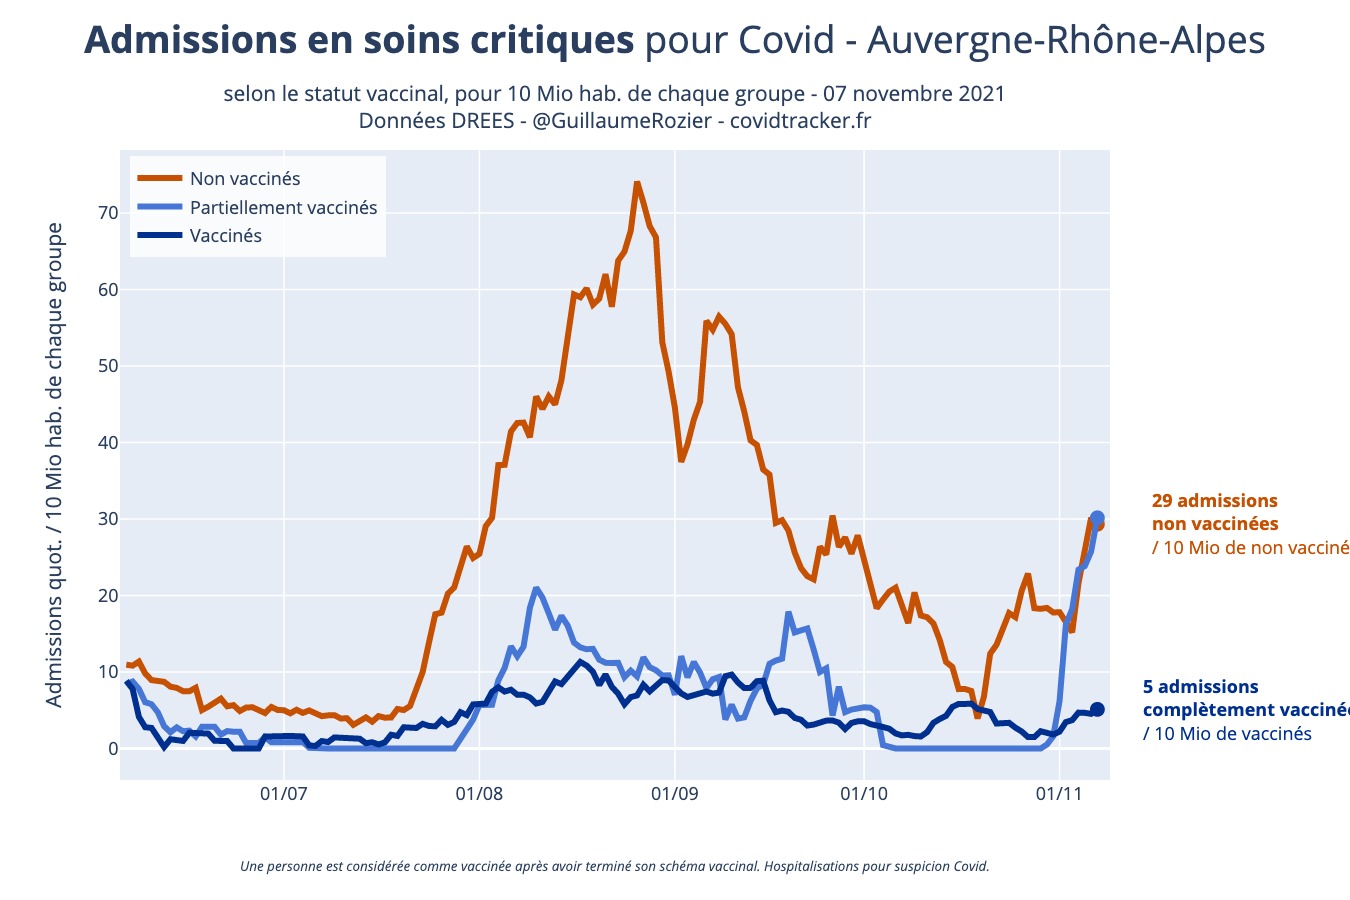 Admissions en soins critiques pour Covid - Auvergne-Rhône-Alpes
selon le statut vaccinal, pour 10 Mio hab. de chaque groupe - 07 novembre 2021
Données DREES - @GuillaumeRozier - covidtracker.fr
Non vaccinés
Partiellement vaccinés
Vaccinés
Admissions quot. / 10 Mio hab. de chaque groupe
70
60
50
40
30
20
10
0
01/07 01/08 01/09 01/10 01/11
29 admissions
non vaccinées
/ 10 Mio de non vacciné
5 admissions
complètement vacciné
/ 10 Mio de vaccinés
Une personne est considérée comme vaccinée après avoir terminé son schéma vaccinal. Hospitalisations pour suspicion Covid.